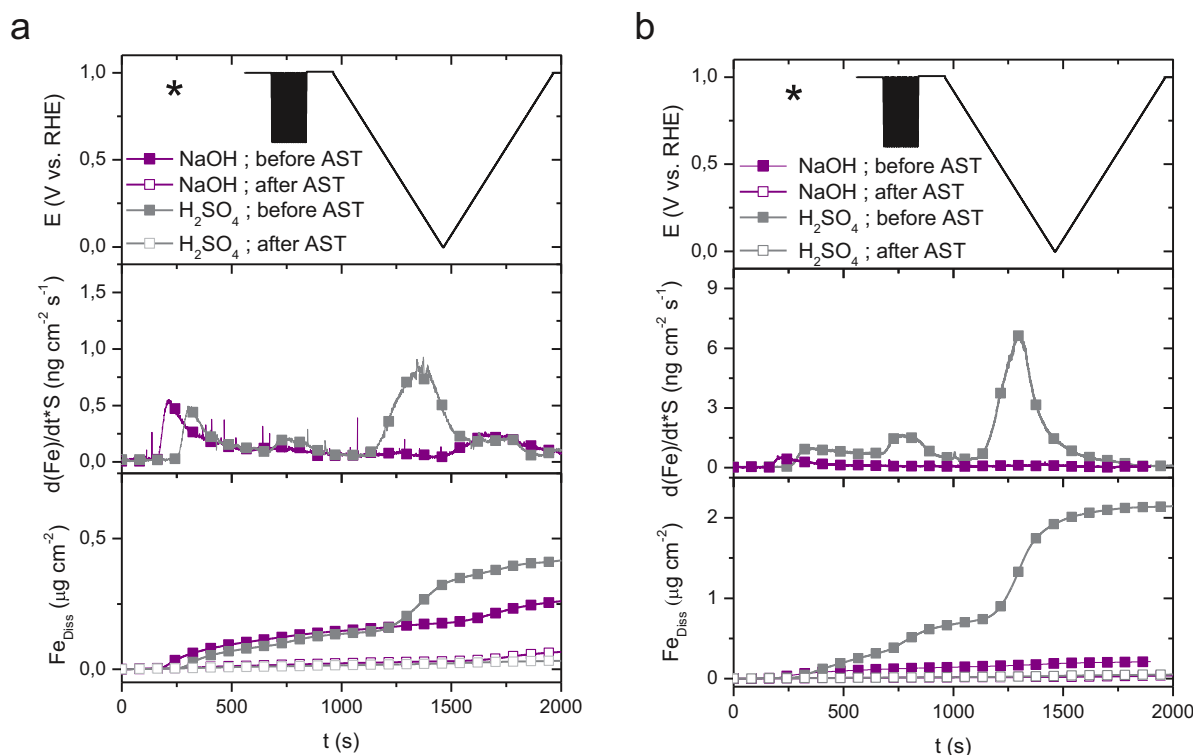 a
E (V vs. RHE)
1,0
0,5
0,0
*
NaOH ; before AST
NaOH ; after AST
H₂SO₄ ; before AST
H₂SO₄ ; after AST
d(Fe)/dt*S (ng cm⁻² s⁻¹)
1,5
1,0
0,5
0,0
Fe_Diss (µg cm⁻²)
0,5
0,0
0 500 1000 1500 2000
t (s)
b
E (V vs. RHE)
1,0
0,5
0,0
*
NaOH ; before AST
NaOH ; after AST
H₂SO₄ ; before AST
H₂SO₄ ; after AST
d(Fe)/dt*S (ng cm⁻² s⁻¹)
9
6
3
0
Fe_Diss (µg cm⁻²)
2
1
0
0 500 1000 1500 2000
t (s)